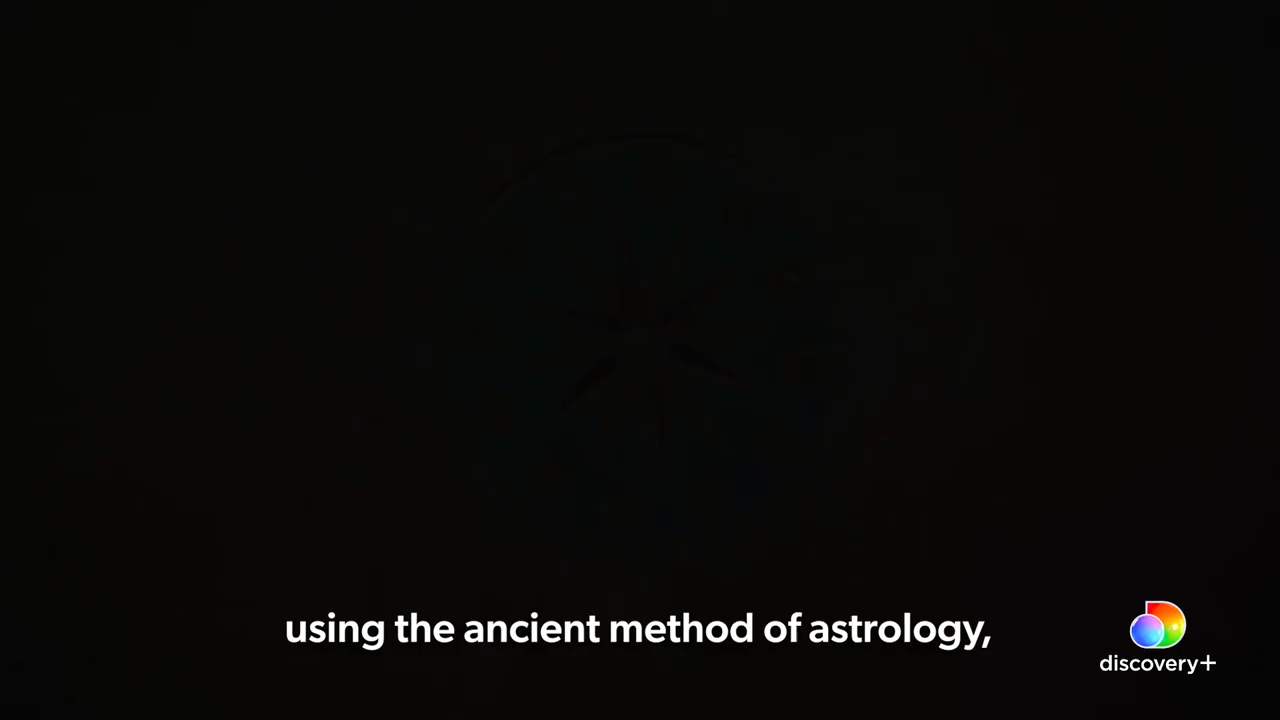 using the ancient method of astrology,
discovery+